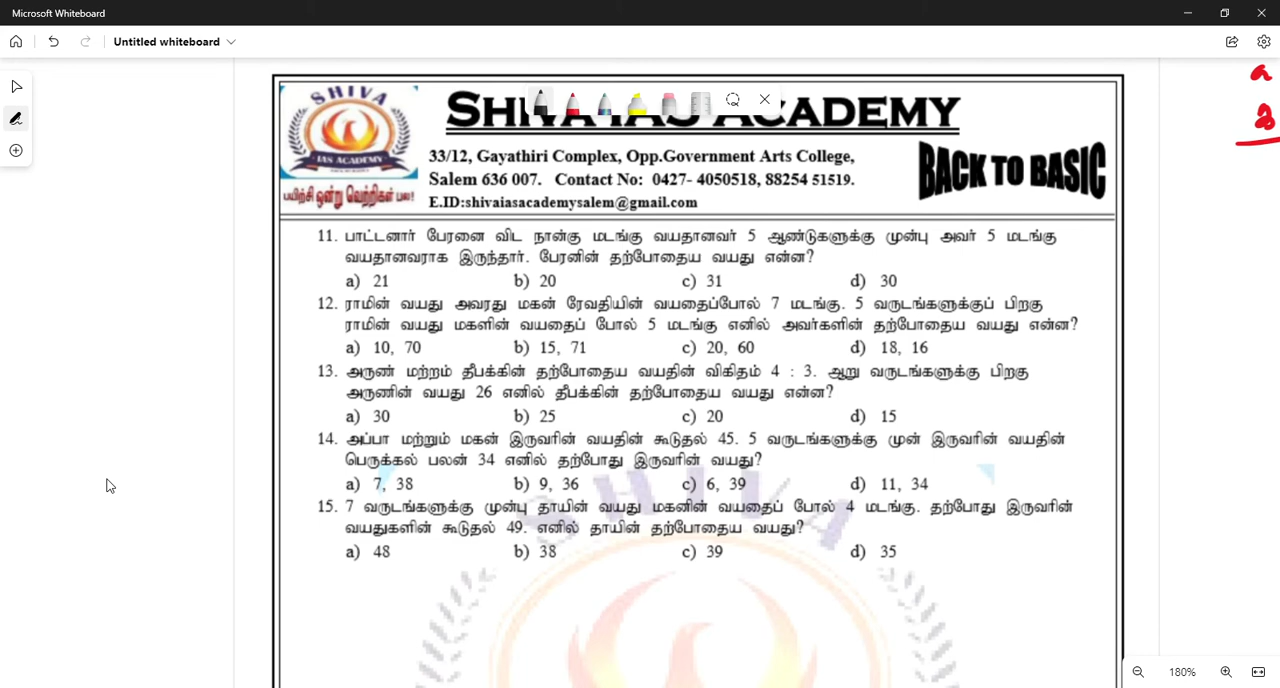 Microsoft Whiteboard
Untitled whiteboard
SHIVA IAS ACADEMY
SHIVA
IAS ACADEMY
பயிற்சி ஒன்று வெற்றிகள் பல!
33/12, Gayathiri Complex, Opp.Government Arts College,
Salem 636 007. Contact No: 0427- 4050518, 88254 51519.
E.ID:shivaiasacademysalem@gmail.com
BACK TO BASIC
11. பாட்டனார் பேரனை விட நான்கு மடங்கு வயதானவர் 5 ஆண்டுகளுக்கு முன்பு அவர் 5 மடங்கு
வயதானவராக இருந்தார். பேரனின் தற்போதைய வயது என்ன?
a) 21 b) 20 c) 31 d) 30
12. ராமின் வயது அவரது மகன் ரேவதியின் வயதைப்போல் 7 மடங்கு. 5 வருடங்களுக்குப் பிறகு
ராமின் வயது மகளின் வயதைப் போல் 5 மடங்கு எனில் அவர்களின் தற்போதைய வயது என்ன?
a) 10, 70 b) 15, 71 c) 20, 60 d) 18, 16
13. அருண் மற்றம் தீபக்கின் தற்போதைய வயதின் விகிதம் 4 : 3. ஆறு வருடங்களுக்கு பிறகு
அருணின் வயது 26 எனில் தீபக்கின் தற்போதைய வயது என்ன?
a) 30 b) 25 c) 20 d) 15
14. அப்பா மற்றும் மகன் இருவரின் வயதின் கூடுதல் 45. 5 வருடங்களுக்கு முன் இருவரின் வயதின்
பெருக்கல் பலன் 34 எனில் தற்போது இருவரின் வயது?
a) 7, 38 b) 9, 36 c) 6, 39 d) 11, 34
15. 7 வருடங்களுக்கு முன்பு தாயின் வயது மகனின் வயதைப் போல் 4 மடங்கு. தற்போது இருவரின்
வயதுகளின் கூடுதல் 49. எனில் தாயின் தற்போதைய வயது?
a) 48 b) 38 c) 39 d) 35
SHIVA
180%